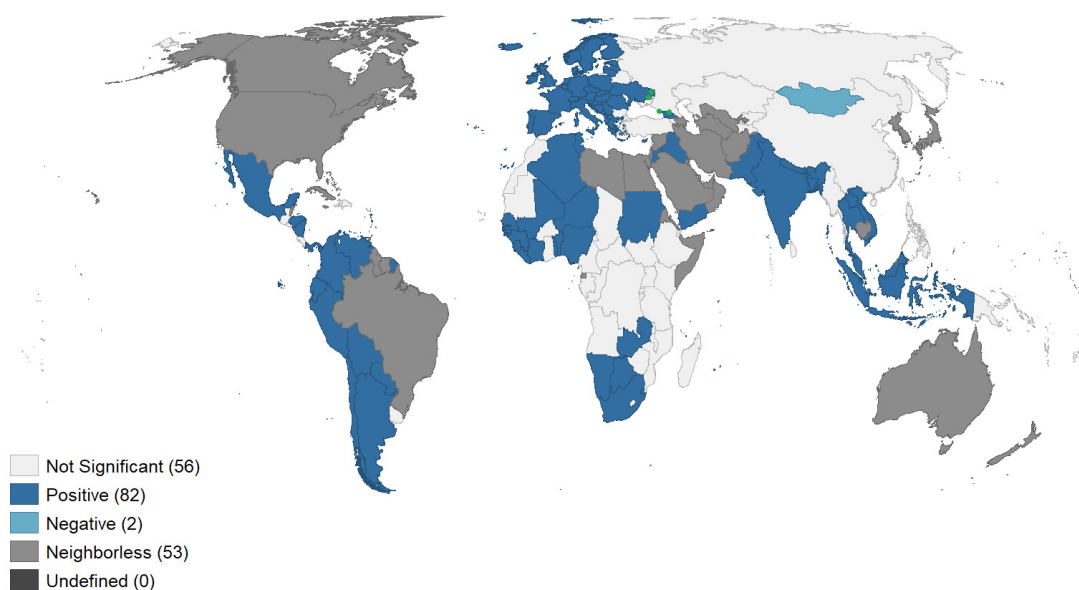 Not Significant (56)
Positive (82)
Negative (2)
Neighborless (53)
Undefined (0)